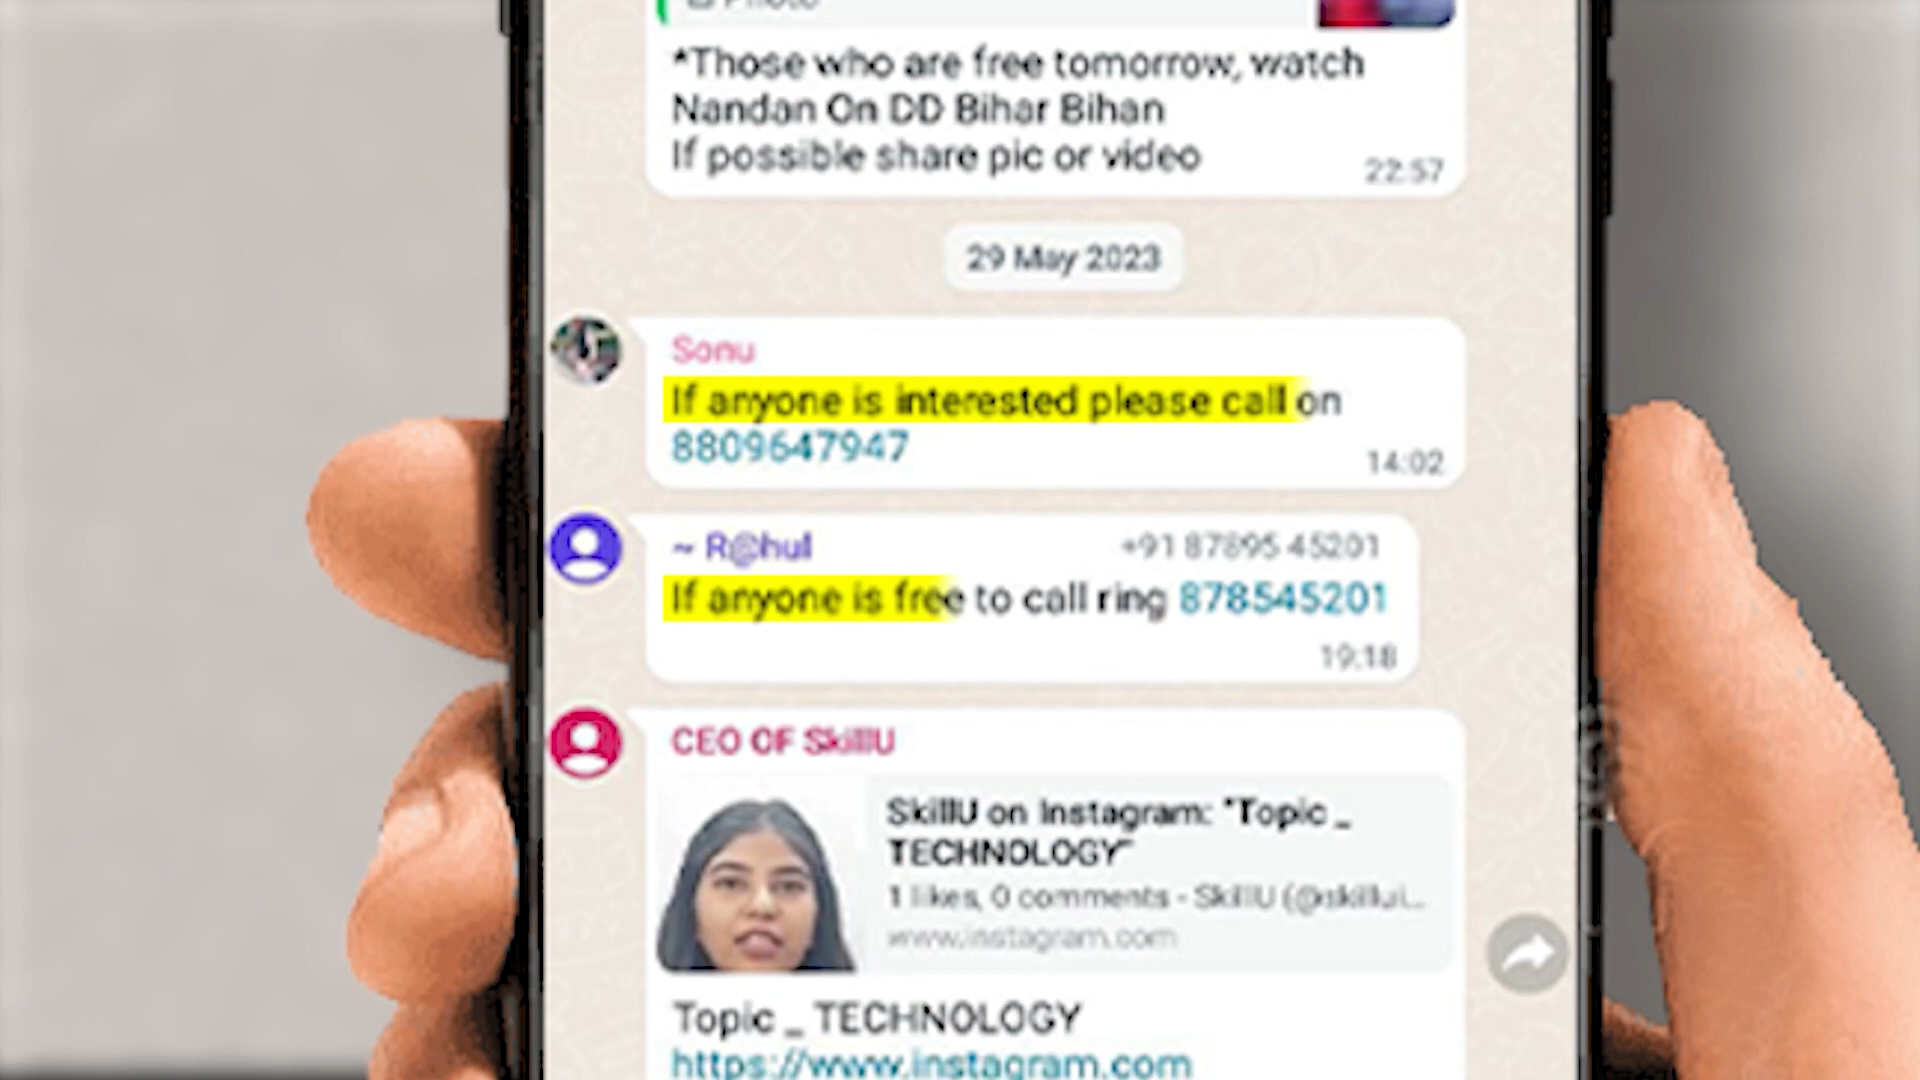 Photo
*Those who are free tomorrow, watch
Nandan On DD Bihar Bihan
If possible share pic or video
22:57
29 May 2023
Sonu
If anyone is interested please call on
8809647947
14:02
~ R@hul +91 87895 45201
If anyone is free to call ring 878545201
19:18
CEO OF SkillU
SkillU on Instagram: "Topic _
TECHNOLOGY"
1 likes, 0 comments - SkillU (@skillui...
www.instagram.com
Topic _ TECHNOLOGY
https://www.instagram.com